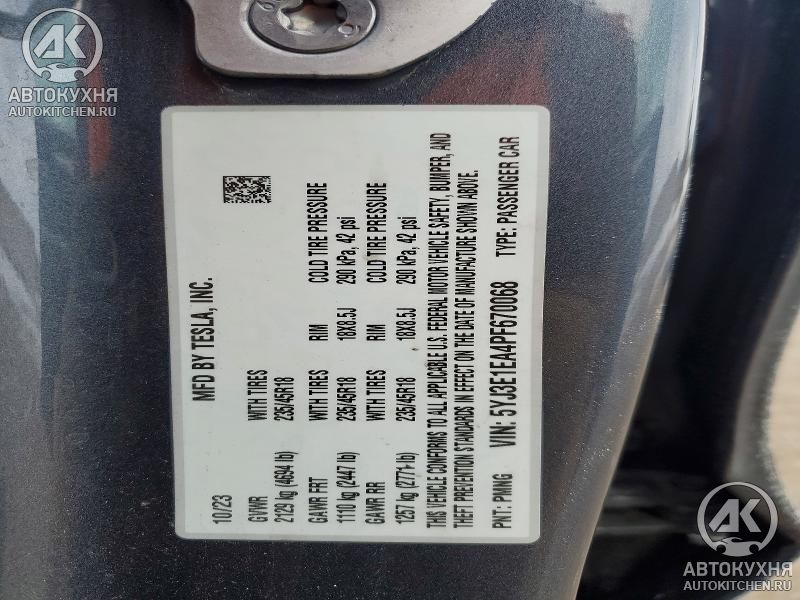 АК
АВТОКУХНЯ
AUTOKITCHEN.RU
MFD BY TESLA, INC.
10/23
GVWR
WITH TIRES
RIM
COLD TIRE PRESSURE
2129 kg (4694 lb)
235/45R18
18X8.5J
290 kPa, 42 psi
GAWR FRT
1110 kg (2447 lb)
WITH TIRES
235/45R18
RIM
18X8.5J
COLD TIRE PRESSURE
290 kPa, 42 psi
GAWR RR
1257 kg (2771 lb)
THIS VEHICLE CONFORMS TO ALL APPLICABLE U.S. FEDERAL MOTOR VEHICLE SAFETY, BUMPER, AND
THEFT PREVENTION STANDARDS IN EFFECT ON THE DATE OF MANUFACTURE SHOWN ABOVE.
PNT: PMNG VIN: 5YJ3E1EA4PF670068 TYPE: PASSENGER CAR
АК
АВТОКУХНЯ
AUTOKITCHEN.RU